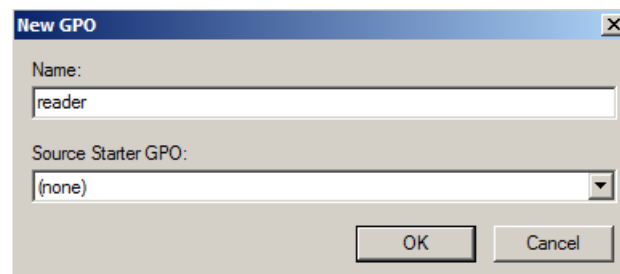 New GPO
Name:
reader
Source Starter GPO:
(none)
OK Cancel